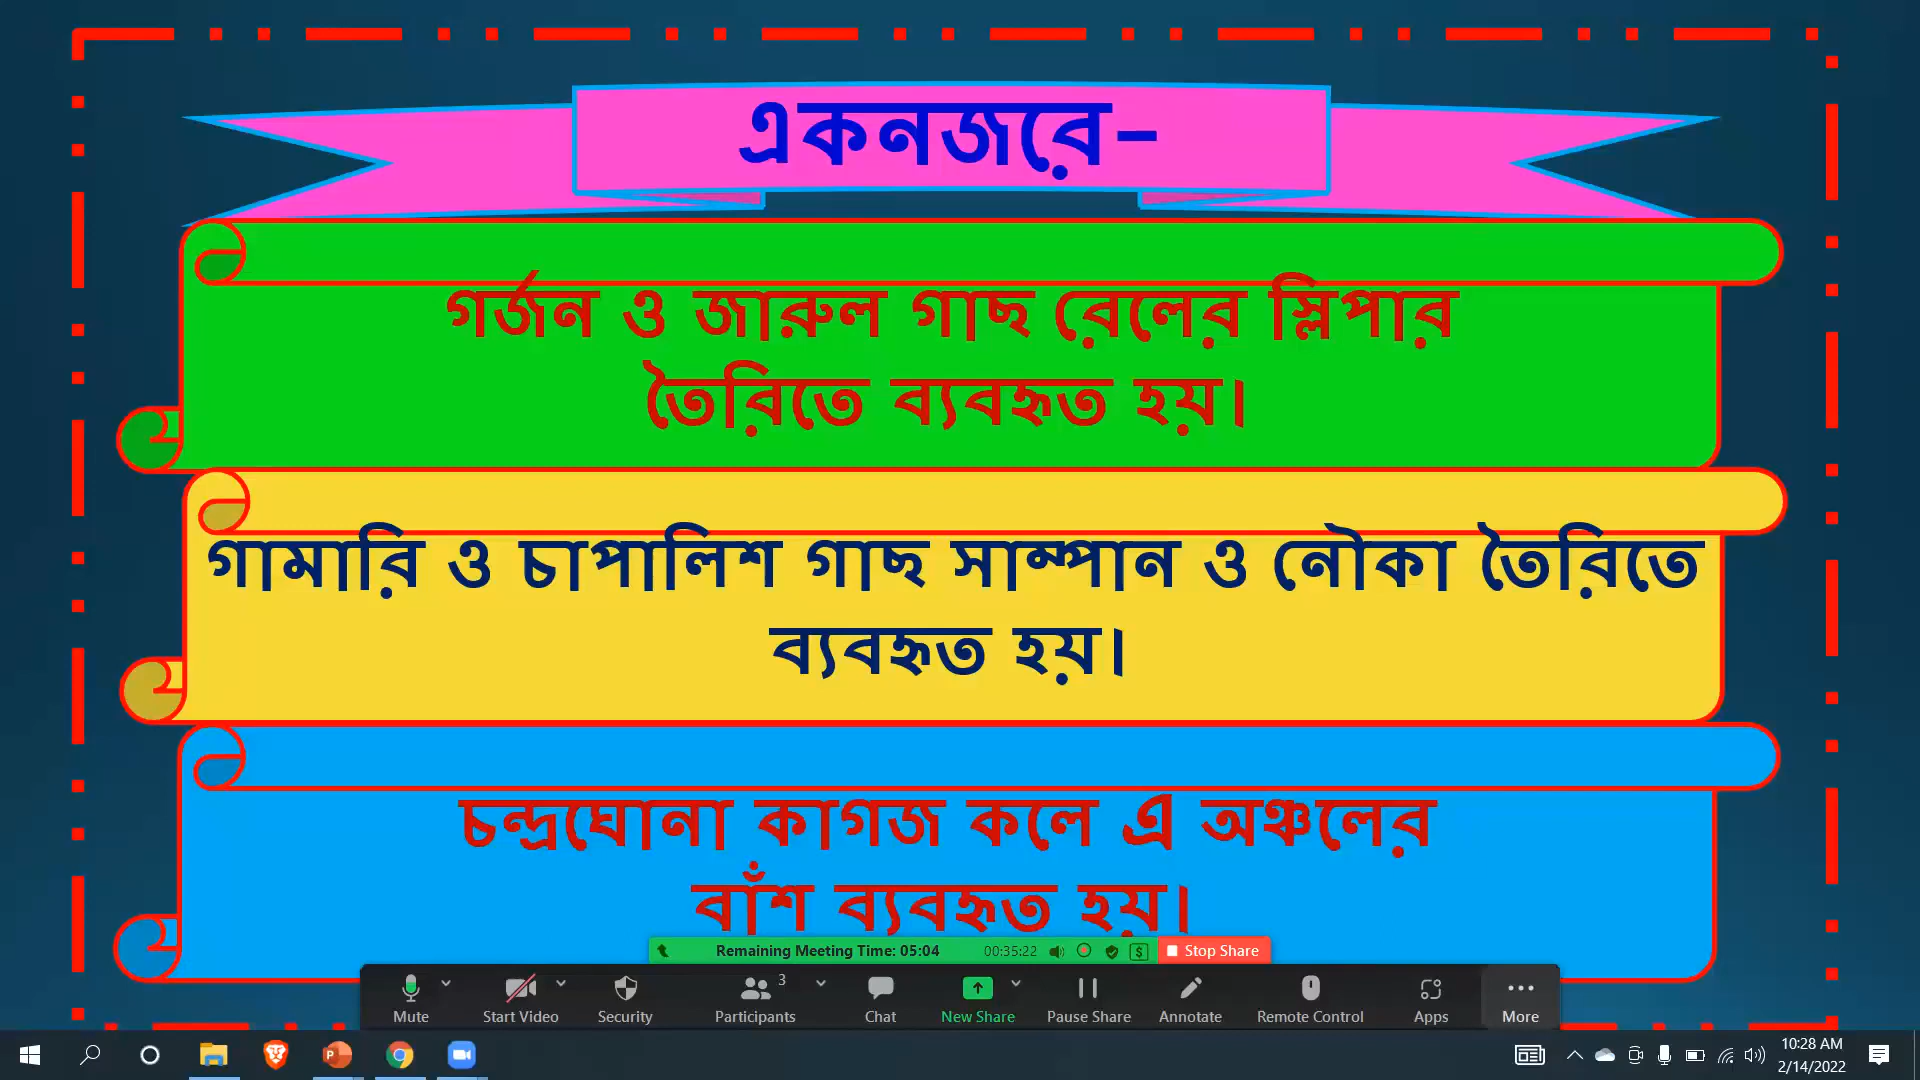 একনজরে-
গর্জন ও জারুল গাছ রেলের স্লিপার
তৈরিতে ব্যবহৃত হয়।
গামারি ও চাপালিশ গাছ সাম্পান ও নৌকা তৈরিতে
ব্যবহৃত হয়।
চন্দ্রঘোনা কাগজ কলে এ অঞ্চলের
বাঁশ ব্যবহৃত হয়।
Remaining Meeting Time: 05:04 00:35:22 Stop Share
3
Mute Start Video Security Participants Chat New Share Pause Share Annotate Remote Control Apps More
10:28 AM
2/14/2022